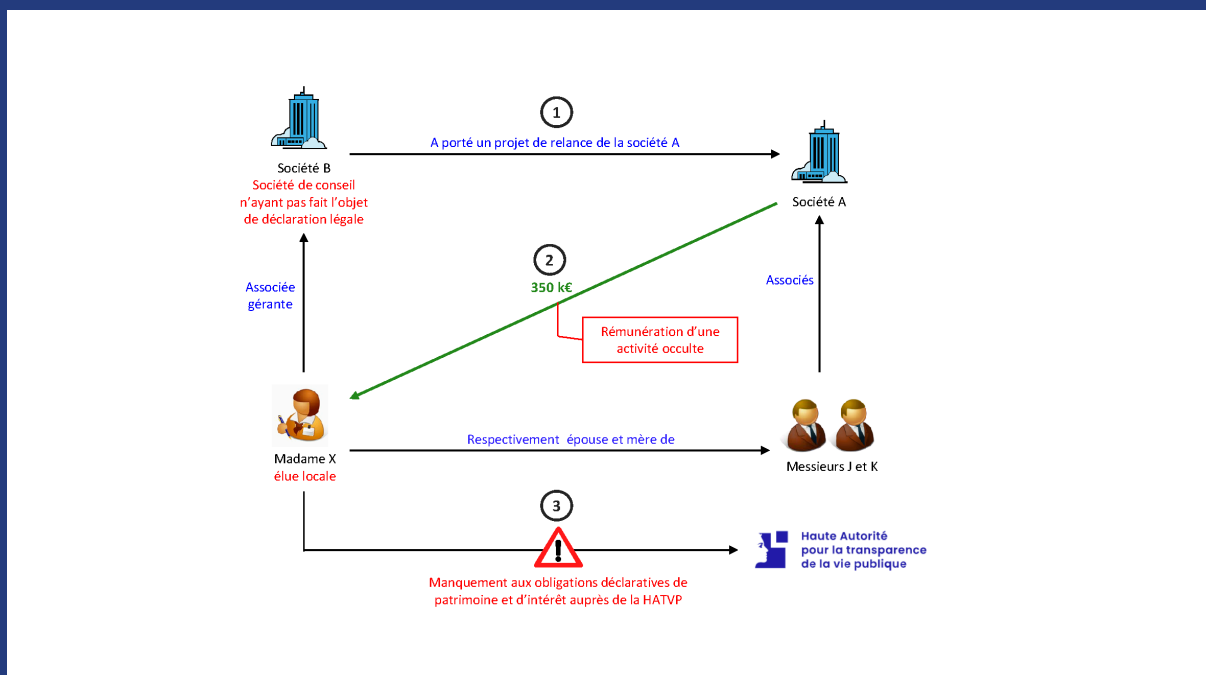 1
A porté un projet de relance de la société A
Société B
Société de conseil
n'ayant pas fait l'objet
de déclaration légale
Société A
2
350 k€
Associée
gérante
Associés
Rémunération d'une
activité occulte
Respectivement épouse et mère de
Madame X
élue locale
Messieurs J et K
3
Haute Autorité
pour la transparence
de la vie publique
Manquement aux obligations déclaratives de
patrimoine et d'intérêt auprès de la HATVP